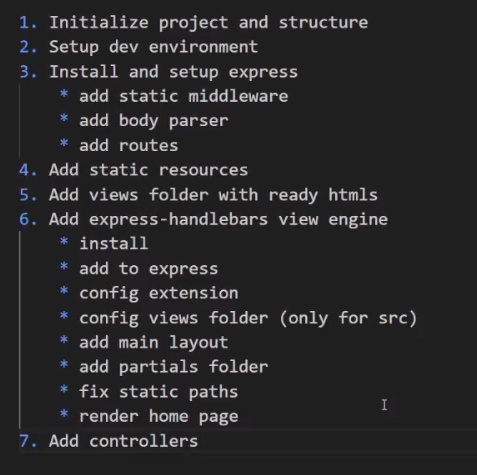 1. Initialize project and structure
2. Setup dev environment
3. Install and setup express
* add static middleware
* add body parser
* add routes
4. Add static resources
5. Add views folder with ready htmls
6. Add express-handlebars view engine
* install
* add to express
* config extension
* config views folder (only for src)
* add main layout
* add partials folder
* fix static paths
* render home page
7. Add controllers